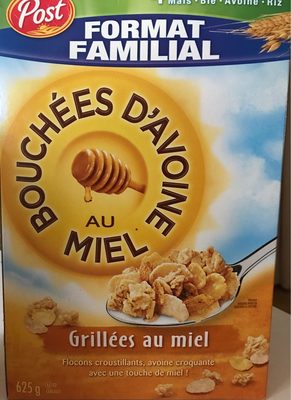 Post
Maïs • Blé • Avoine • Riz
FORMAT
FAMILIAL
BOUCHÉES D'AVOINE
AU
MIEL
Grillées au miel
Flocons croustillants, avoine croquante
avec une touche de miel !
625 g